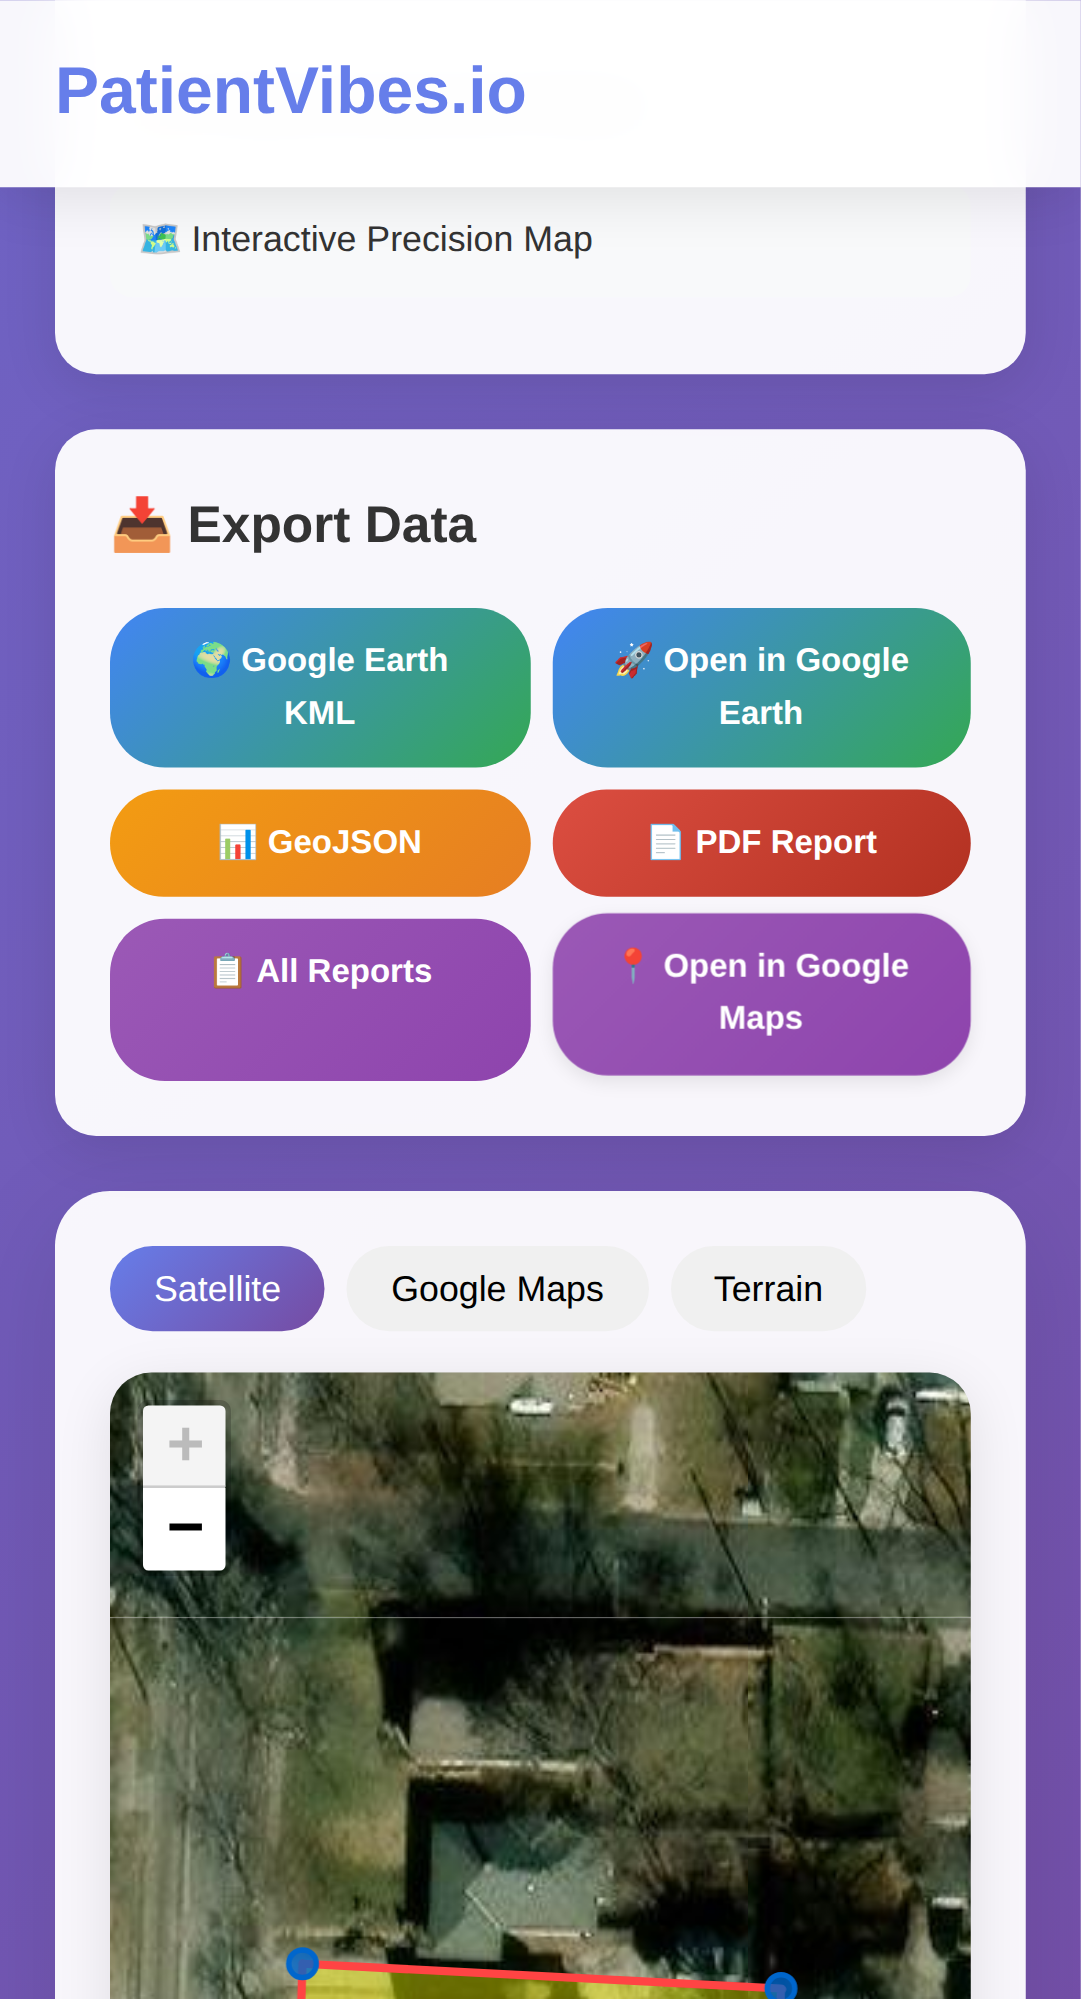 PatientVibes.io
🗺️ Interactive Precision Map
📥 Export Data
🌍 Google Earth
KML
🚀 Open in Google
Earth
📊 GeoJSON
📄 PDF Report
📋 All Reports
📍 Open in Google
Maps
Satellite
Google Maps
Terrain
+
−